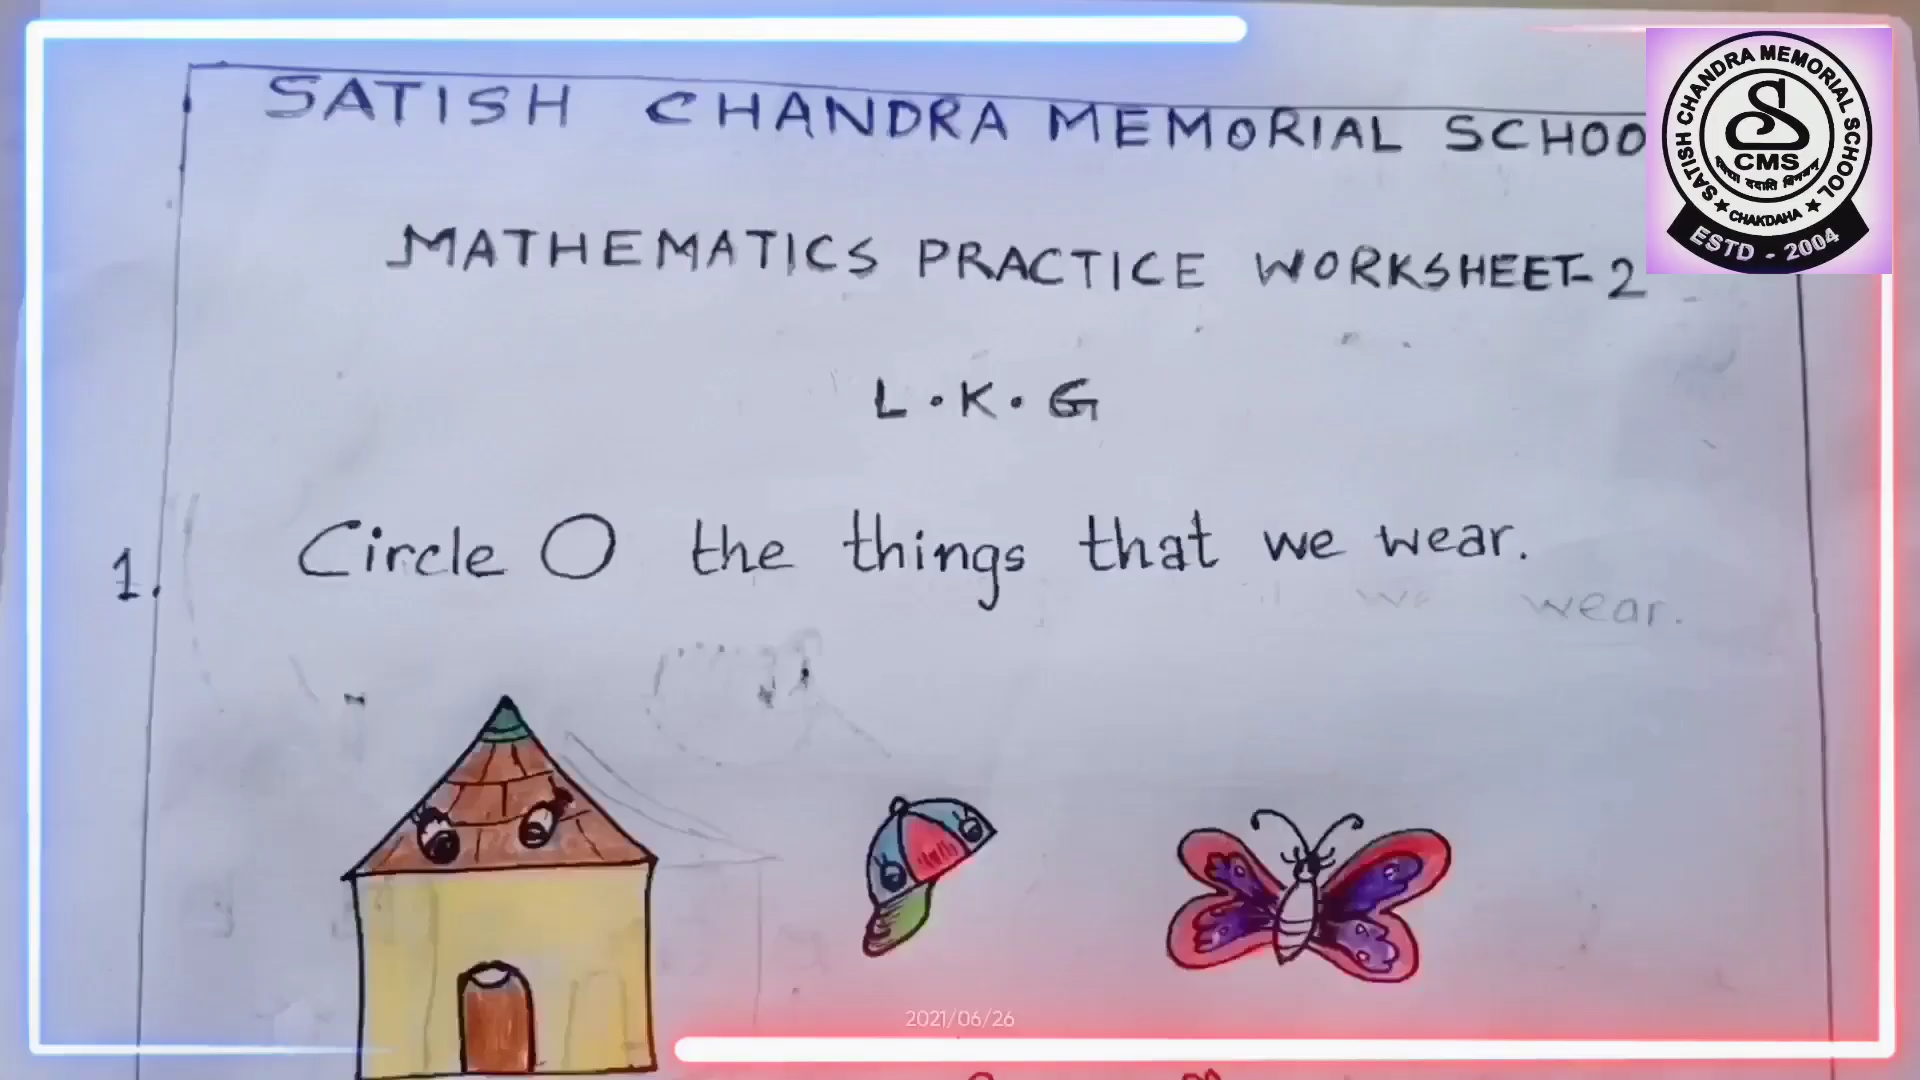 SATISH CHANDRA MEMORIAL SCHOO
MATHEMATICS PRACTICE WORKSHEET-2
L.K.G
1. Circle O the things that we wear.
we wear.
SATISH CHANDRA MEMORIAL SCHOOL
S
CMS
CHAKDAHA
ESTD - 2004
2021/06/26